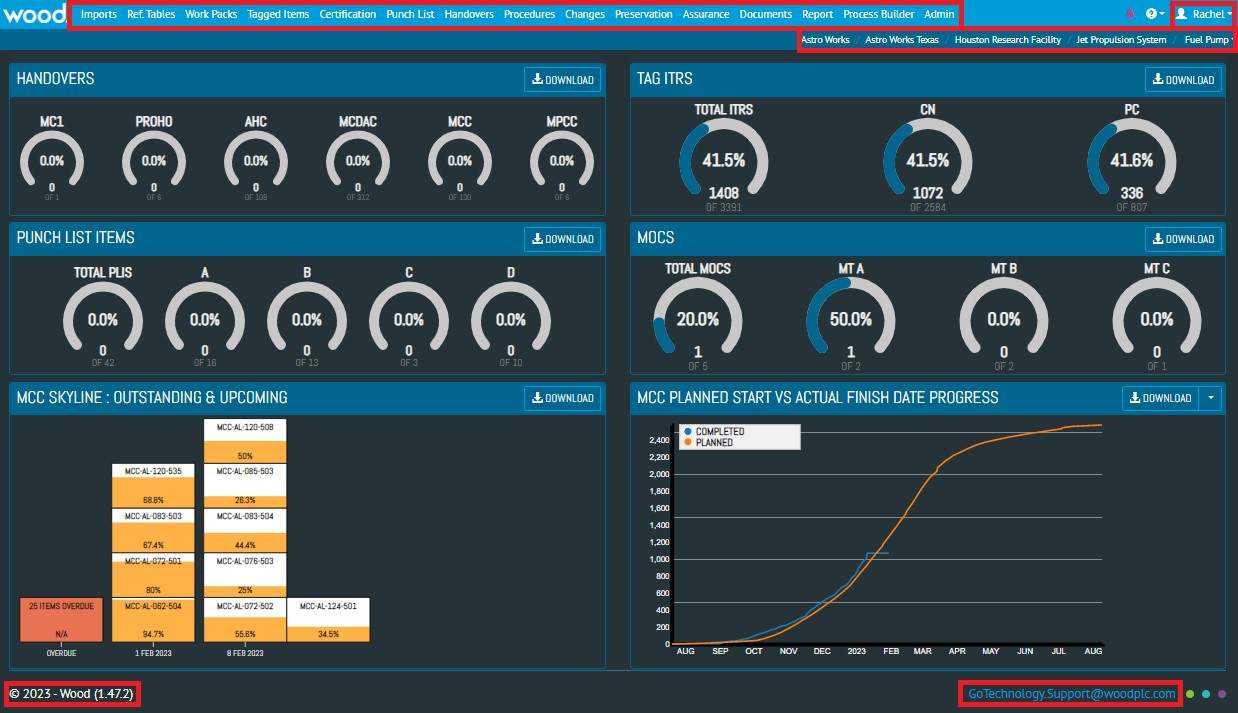 wood. Imports Ref. Tables Work Packs Tagged Items Certification Punch List Handovers Procedures Changes Preservation Assurance Documents Report Process Builder Admin Rachel
Astro Works / Astro Works Texas / Houston Research Facility / Jet Propulsion System / Fuel Pump
HANDOVERS DOWNLOAD
MC1 PROHO AHC MCDAC MCC MPCC
0.0% 0.0% 0.0% 0.0% 0.0% 0.0%
0 0 0 0 0 0
OF 1 OF 6 OF 108 OF 312 OF 130 OF 6
TAG ITRS DOWNLOAD
TOTAL ITRS CN PC
41.5% 41.5% 41.6%
1408 1072 336
OF 3391 OF 2584 OF 807
PUNCH LIST ITEMS DOWNLOAD
TOTAL PLIS A B C D
0.0% 0.0% 0.0% 0.0% 0.0%
0 0 0 0 0
OF 42 OF 16 OF 13 OF 3 OF 10
MOCS DOWNLOAD
TOTAL MOCS MT A MT B MT C
20.0% 50.0% 0.0% 0.0%
1 1 0 0
OF 5 OF 2 OF 2 OF 1
MCC SKYLINE : OUTSTANDING & UPCOMING DOWNLOAD
MCC-AL-120-508
50%
MCC-AL-120-535 MCC-AL-085-503
68.8% 26.3%
MCC-AL-083-503 MCC-AL-083-504
67.4% 44.4%
MCC-AL-072-501 MCC-AL-076-503
80% 25%
25 ITEMS OVERDUE MCC-AL-062-504 MCC-AL-072-502 MCC-AL-124-501
N/A 94.7% 55.6% 34.5%
OVERDUE 1 FEB 2023 8 FEB 2023
MCC PLANNED START VS ACTUAL FINISH DATE PROGRESS DOWNLOAD
COMPLETED
PLANNED
2,400
2,200
2,000
1,800
1,600
1,400
1,200
1,000
800
600
400
200
0
AUG SEP OCT NOV DEC 2023 FEB MAR APR MAY JUN JUL AUG
© 2023 - Wood (1.47.2) GoTechnology.Support@woodplc.com